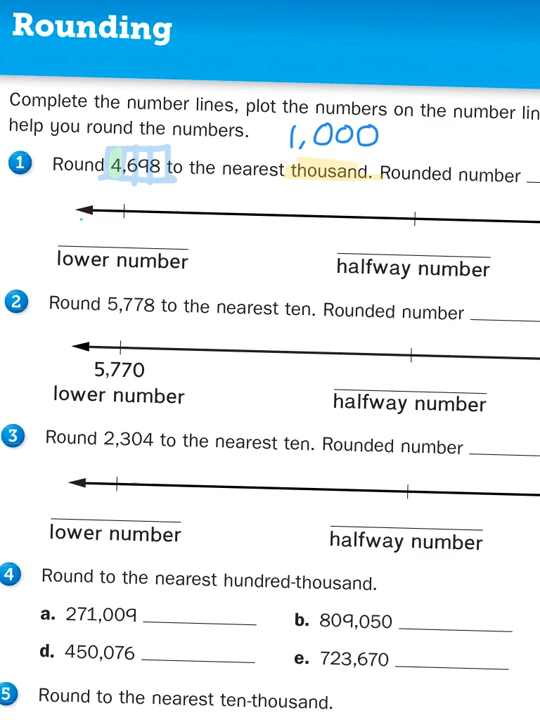 Rounding
Complete the number lines, plot the numbers on the number lin
help you round the numbers.
1,000
1 Round 4,698 to the nearest thousand. Rounded number
lower number halfway number
2 Round 5,778 to the nearest ten. Rounded number
5,770
lower number halfway number
3 Round 2,304 to the nearest ten. Rounded number
lower number halfway number
4 Round to the nearest hundred-thousand.
a. 271,009 b. 809,050
d. 450,076 e. 723,670
5 Round to the nearest ten-thousand.